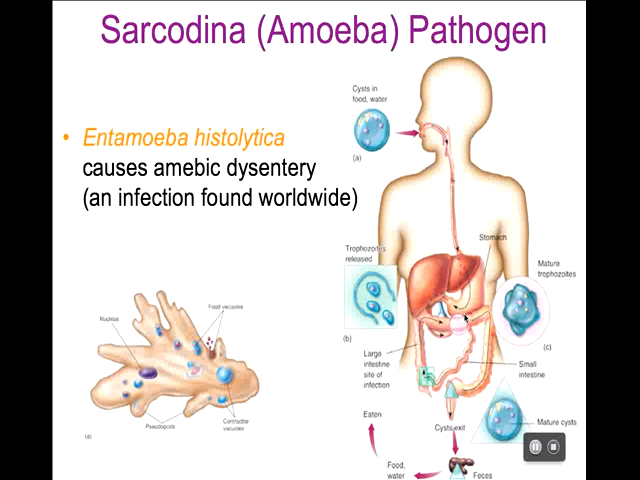 Sarcodina (Amoeba) Pathogen
• Entamoeba histolytica
causes amebic dysentery
(an infection found worldwide)
Cysts in
food, water
(a)
Stomach
Trophozoites
released
(b)
Mature
trophozoites
(c)
Large
intestine
site of
infection
Small
intestine
Eaten
Cysts exit
Mature cysts
Food,
water
Feces
Food vacuoles
Nucleus
Pseudopods
Contractile
vacuoles
(a)